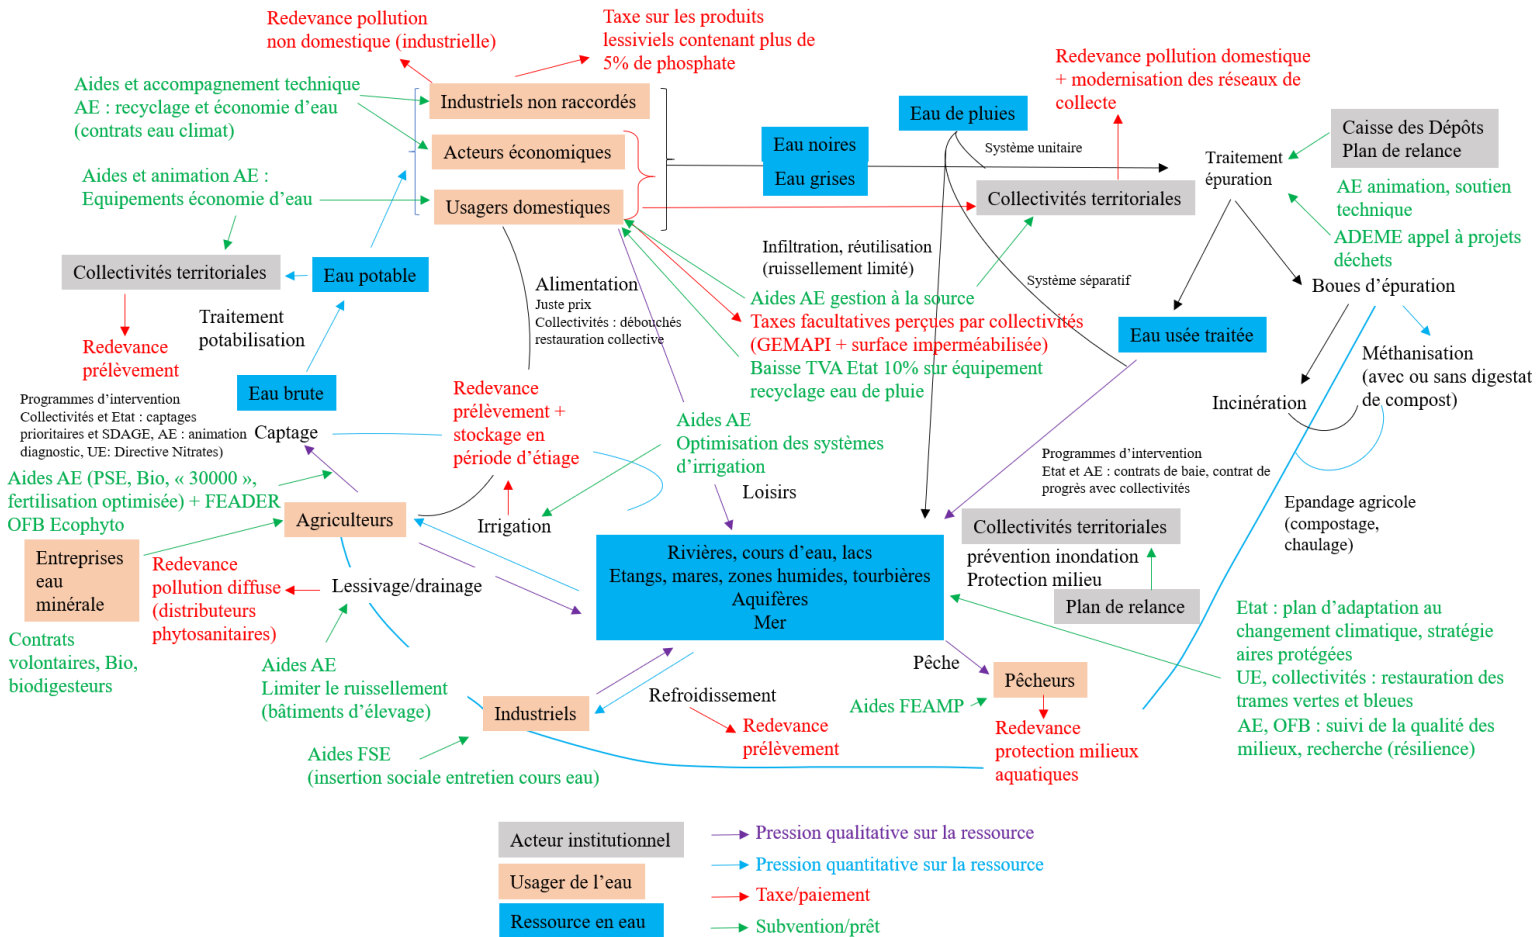 Redevance pollution
non domestique (industrielle)
Taxe sur les produits
lessiviels contenant plus de
5% de phosphate
Redevance pollution domestique
+ modernisation des réseaux de
collecte
Aides et accompagnement technique
AE : recyclage et économie d’eau
(contrats eau climat)
Industriels non raccordés
Acteurs économiques
Usagers domestiques
Eau noires
Eau grises
Eau de pluies
Système unitaire
Collectivités territoriales
Traitement
épuration
Caisse des Dépôts
Plan de relance
AE animation, soutien
technique
ADEME appel à projets
déchets
Aides et animation AE :
Equipements économie d’eau
Collectivités territoriales
Eau potable
Redevance
prélèvement
Traitement
potabilisation
Eau brute
Alimentation
Juste prix
Collectivités : débouchés
restauration collective
Infiltration, réutilisation
(ruissellement limité)
Système séparatif
Aides AE gestion à la source
Taxes facultatives perçues par collectivités
(GEMAPI + surface imperméabilisée)
Baisse TVA Etat 10% sur équipement
recyclage eau de pluie
Boues d’épuration
Eau usée traitée
Méthanisation
(avec ou sans digestat
de compost)
Incinération
Programmes d’intervention
Collectivités et Etat : captages
prioritaires et SDAGE, AE : animation
diagnostic, UE: Directive Nitrates)
Captage
Redevance
prélèvement +
stockage en
période d’étiage
Aides AE
Optimisation des systèmes
d’irrigation
Loisirs
Programmes d’intervention
Etat et AE : contrats de baie, contrat de
progrès avec collectivités
Epandage agricole
(compostage,
chaulage)
Aides AE (PSE, Bio, « 30000 »,
fertilisation optimisée) + FEADER
OFB Ecophyto
Agriculteurs
Irrigation
Entreprises
eau
minérale
Redevance
pollution diffuse
(distributeurs
phytosanitaires)
Lessivage/drainage
Contrats
volontaires, Bio,
biodigesteurs
Aides AE
Limiter le ruissellement
(bâtiments d’élevage)
Rivières, cours d’eau, lacs
Etangs, mares, zones humides, tourbières
Aquifères
Mer
Collectivités territoriales
prévention inondation
Protection milieu
Plan de relance
Etat : plan d’adaptation au
changement climatique, stratégie
aires protégées
UE, collectivités : restauration des
trames vertes et bleues
AE, OFB : suivi de la qualité des
milieux, recherche (résilience)
Pêche
Pêcheurs
Aides FEAMP
Redevance
protection milieux
aquatiques
Industriels
Refroidissement
Redevance
prélèvement
Aides FSE
(insertion sociale entretien cours eau)
Acteur institutionnel
Usager de l’eau
Ressource en eau
Pression qualitative sur la ressource
Pression quantitative sur la ressource
Taxe/paiement
Subvention/prêt